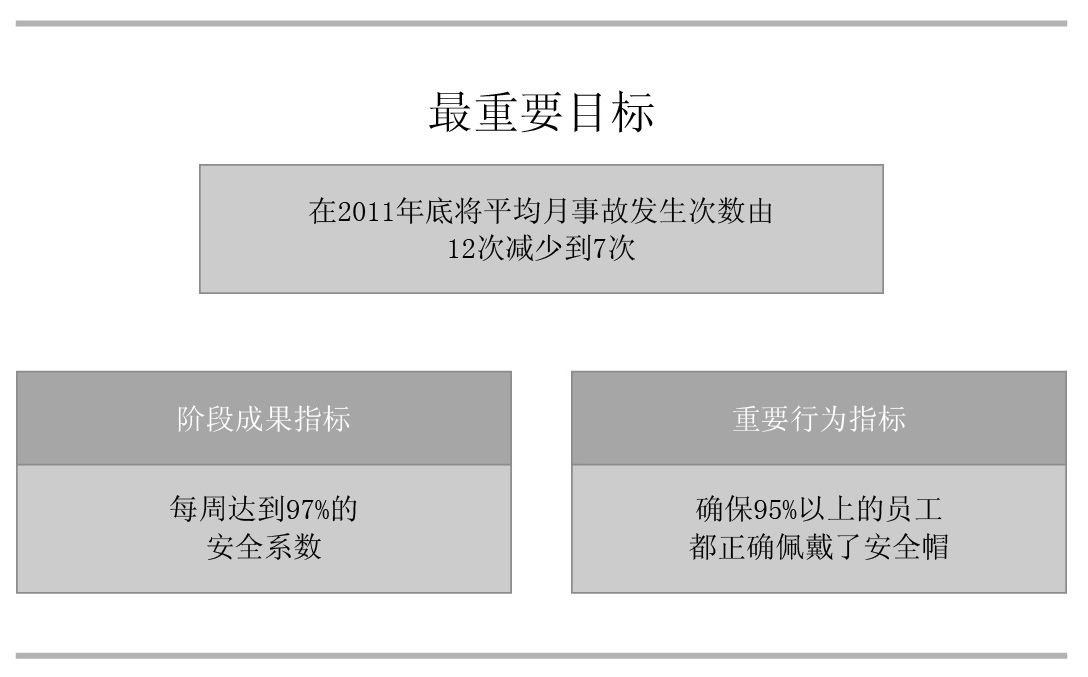 最重要目标
在2011年底将平均月事故发生次数由
12次减少到7次
阶段成果指标
每周达到97%的
安全系数
重要行为指标
确保95%以上的员工
都正确佩戴了安全帽